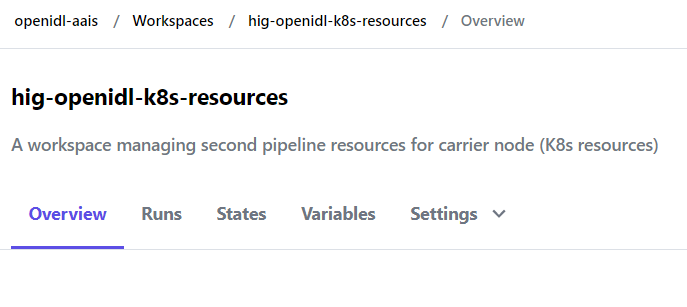 openidl-aais / Workspaces / hig-openidl-k8s-resources / Overview
hig-openidl-k8s-resources
A workspace managing second pipeline resources for carrier node (K8s resources)
Overview Runs States Variables Settings